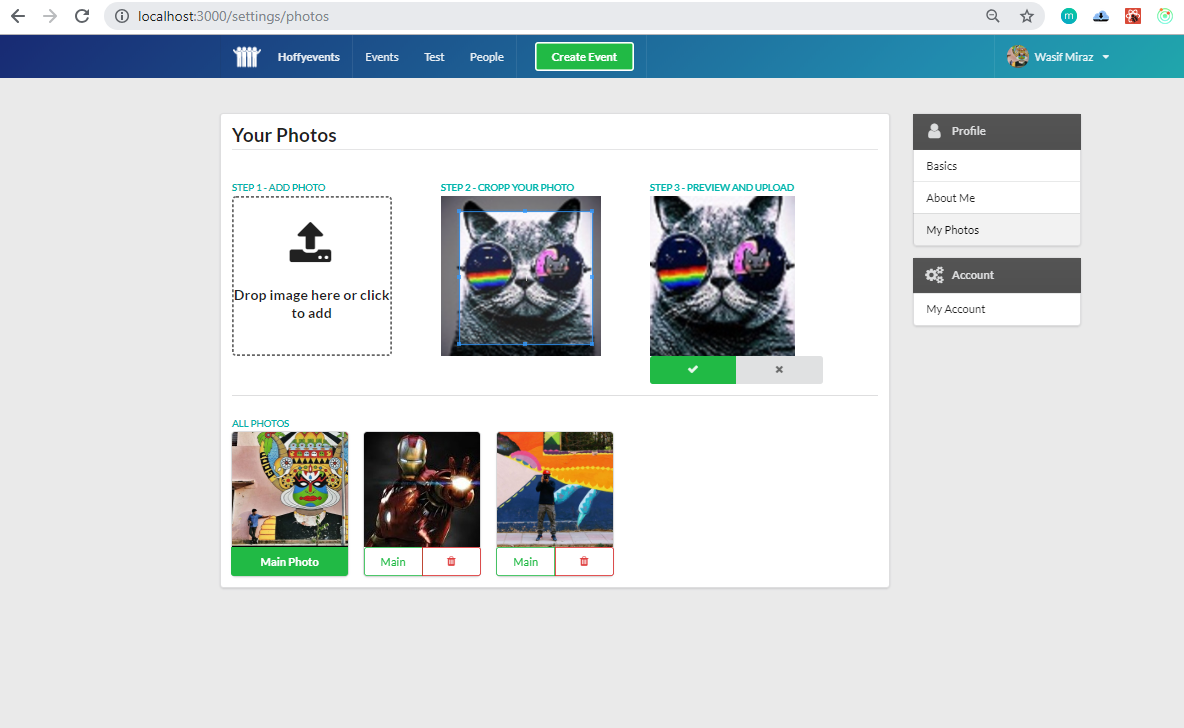 localhost:3000/settings/photos
m
Hoffyevents
Events
Test
People
Create Event
Wasif Miraz
Your Photos
STEP 1 - ADD PHOTO
STEP 2 - CROPP YOUR PHOTO
STEP 3 - PREVIEW AND UPLOAD
Drop image here or click
to add
ALL PHOTOS
Main Photo
Main
Main
Profile
Basics
About Me
My Photos
Account
My Account